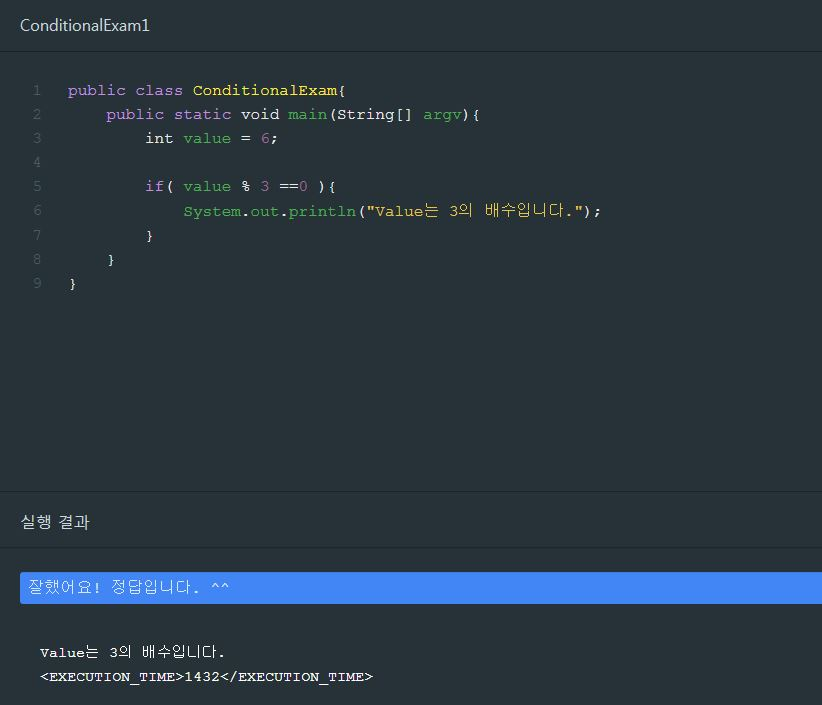 ConditionalExam1
1 public class ConditionalExam{
2 public static void main(String[] argv){
3 int value = 6;
4
5 if( value % 3 ==0 ){
6 System.out.println("Value는 3의 배수입니다.");
7 }
8 }
9 }
실행 결과
잘했어요! 정답입니다. ^^
Value는 3의 배수입니다.
<EXECUTION_TIME>1432</EXECUTION_TIME>